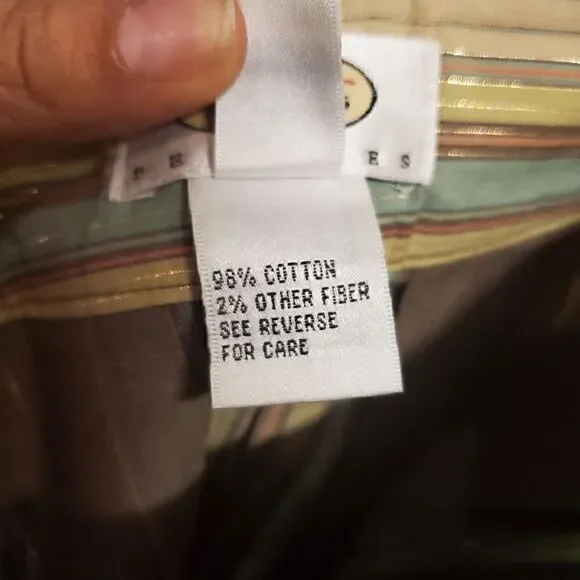 P E E S
98% COTTON
2% OTHER FIBER
SEE REVERSE
FOR CARE